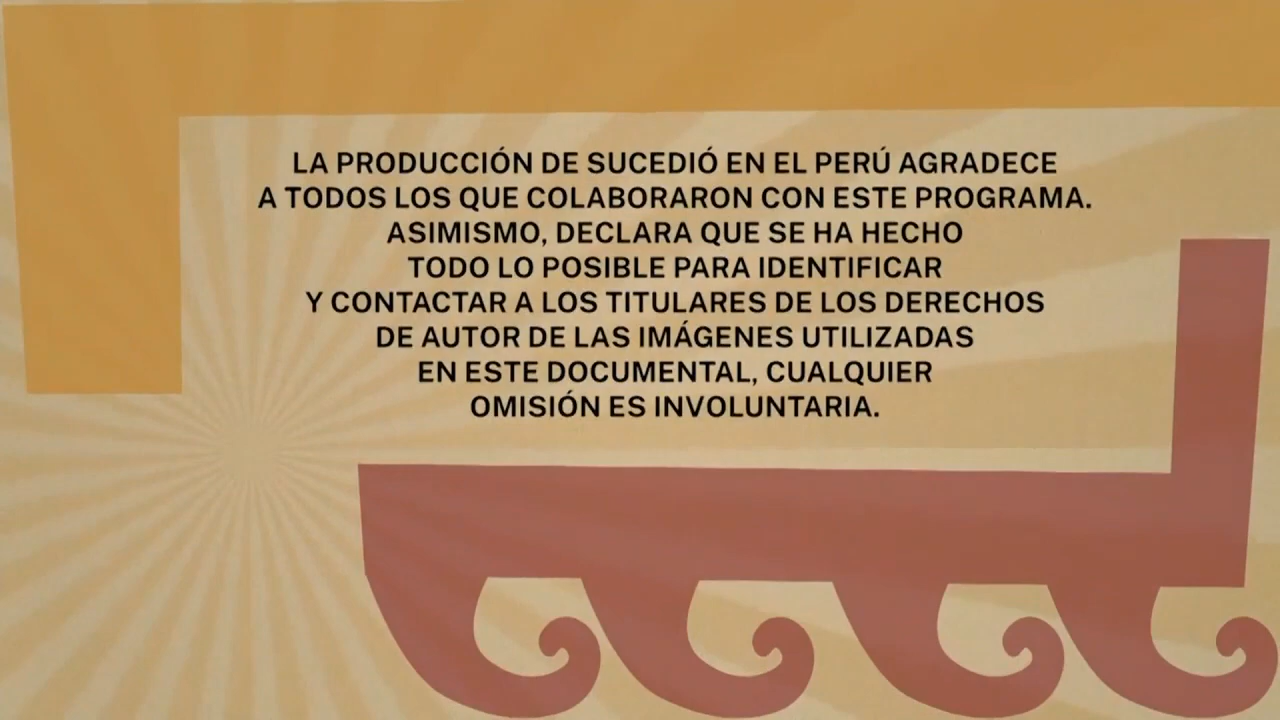 LA PRODUCCIÓN DE SUCEDIÓ EN EL PERÚ AGRADECE
A TODOS LOS QUE COLABORARON CON ESTE PROGRAMA.
ASIMISMO, DECLARA QUE SE HA HECHO
TODO LO POSIBLE PARA IDENTIFICAR
Y CONTACTAR A LOS TITULARES DE LOS DERECHOS
DE AUTOR DE LAS IMÁGENES UTILIZADAS
EN ESTE DOCUMENTAL, CUALQUIER
OMISIÓN ES INVOLUNTARIA.